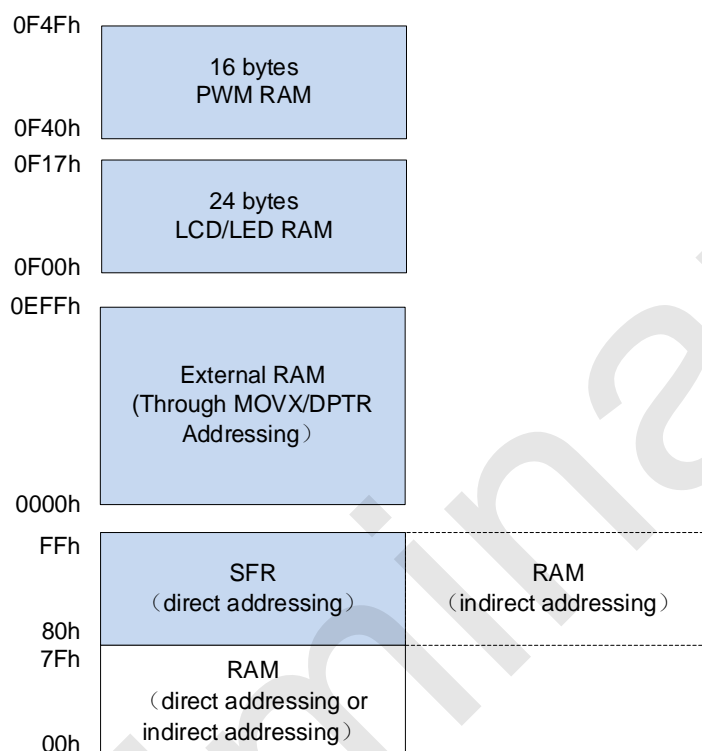 0F4Fh
16 bytes
PWM RAM
0F40h
0F17h
24 bytes
LCD/LED RAM
0F00h
0EFFh
External RAM
(Through MOVX/DPTR
Addressing）
0000h
FFh
SFR
（direct addressing）
RAM
（indirect addressing）
80h
7Fh
RAM
（direct addressing or
indirect addressing）
00h